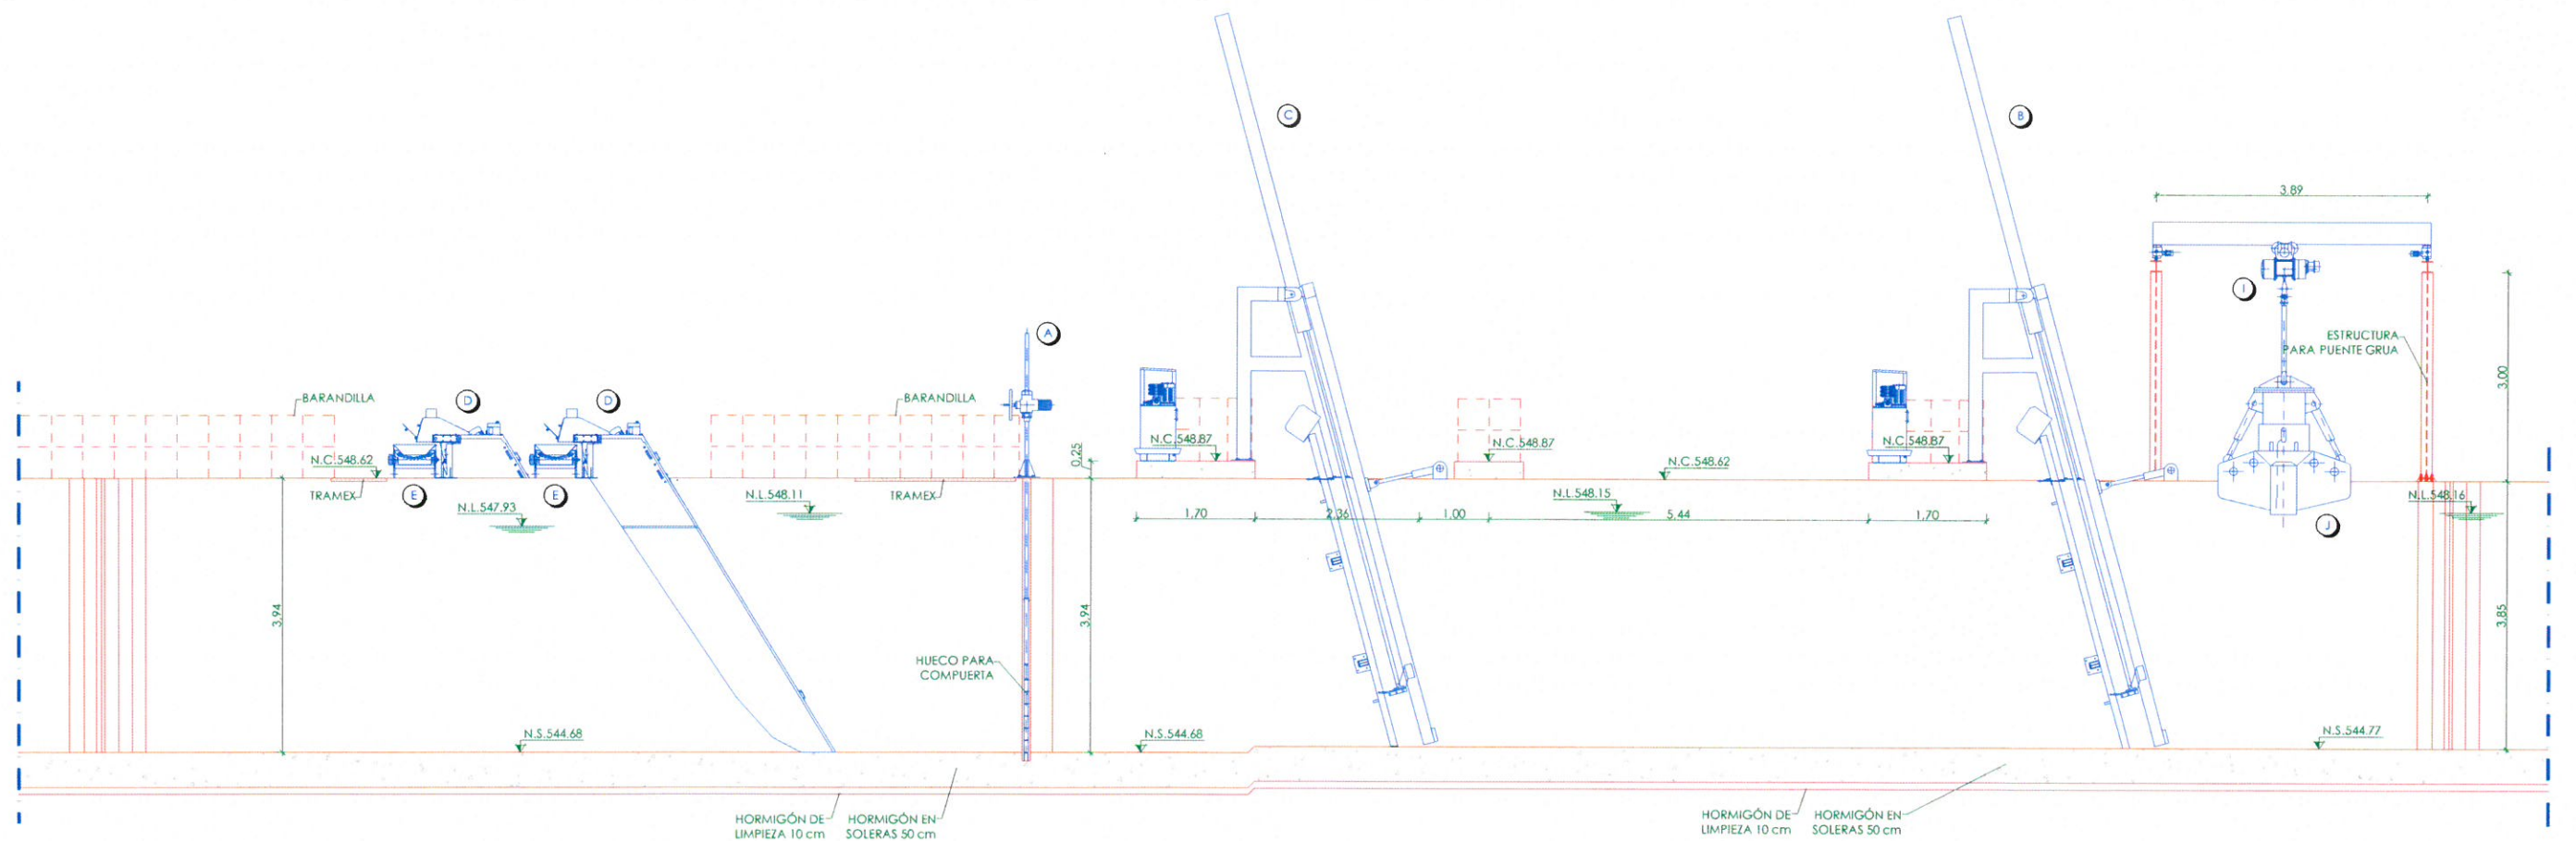 C
B
3.89
I
ESTRUCTURA
PARA PUENTE GRUA
3,00
A
BARANDILLA
D
D
BARANDILLA
N.C.548.62
0,25
N.C.548.87
N.C.548.87
N.C.548.62
N.C.548.87
TRAMEX
E
E
N.L.547.93
N.L.548.11
TRAMEX
N.L.548.15
N.L.548.16
1,70
2,36
1,00
5,44
1,70
J
3,94
3,94
3,85
HUECO PARA
COMPUERTA
N.S.544.68
N.S.544.68
N.S.544.77
HORMIGÓN DE
LIMPIEZA 10 cm
HORMIGÓN EN
SOLERAS 50 cm
HORMIGÓN DE
LIMPIEZA 10 cm
HORMIGÓN EN
SOLERAS 50 cm